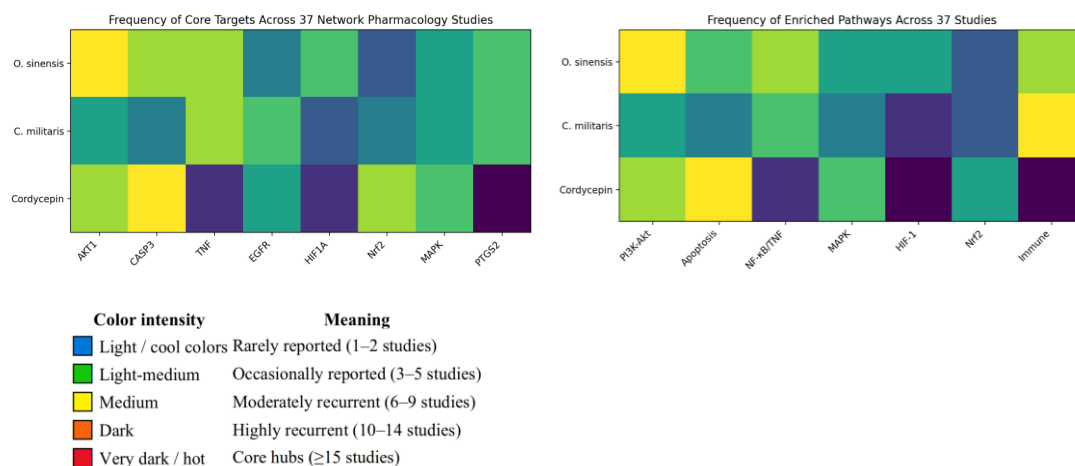 Frequency of Core Targets Across 37 Network Pharmacology Studies
O. sinensis
C. militaris
Cordycepin
AKT1
CASP3
TNF
EGFR
HIF1A
Nrf2
MAPK
PTGS2
Frequency of Enriched Pathways Across 37 Studies
O. sinensis
C. militaris
Cordycepin
PI3K-Akt
Apoptosis
NF-κB/TNF
MAPK
HIF-1
Nrf2
Immune
Color intensity Meaning
Light / cool colors Rarely reported (1–2 studies)
Light-medium Occasionally reported (3–5 studies)
Medium Moderately recurrent (6–9 studies)
Dark Highly recurrent (10–14 studies)
Very dark / hot Core hubs (≥15 studies)